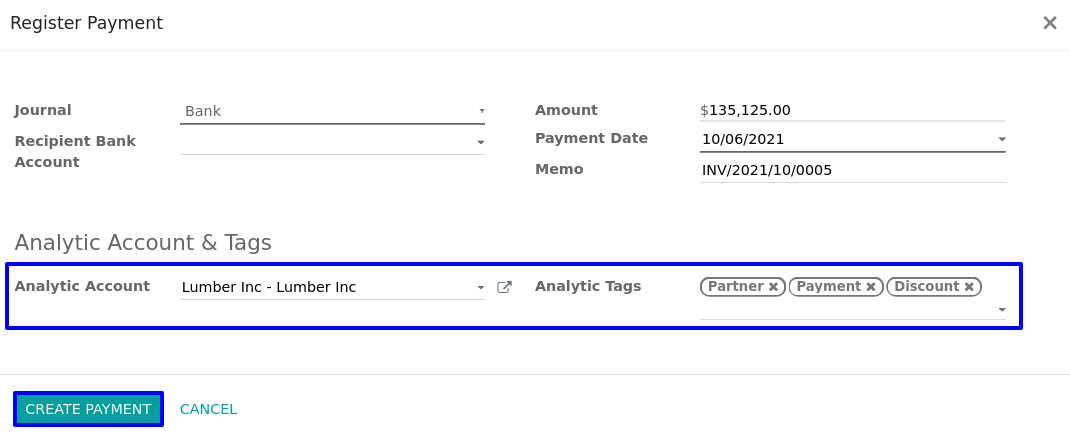 Register Payment ×
Journal Bank Amount $135,125.00
Recipient Bank Account Payment Date 10/06/2021
Memo INV/2021/10/0005
Analytic Account & Tags
Analytic Account Lumber Inc - Lumber Inc Analytic Tags Partner × Payment × Discount ×
CREATE PAYMENT CANCEL